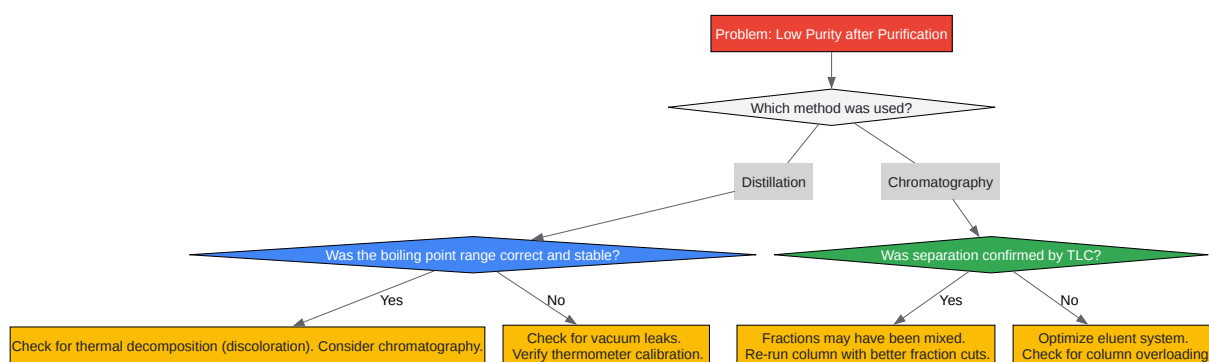 Problem: Low Purity after Purification
Which method was used?
Distillation
Chromatography
Was the boiling point range correct and stable?
Was separation confirmed by TLC?
Yes
No
Yes
No
Check for thermal decomposition (discoloration). Consider chromatography.
Check for vacuum leaks.
Verify thermometer calibration.
Fractions may have been mixed.
Re-run column with better fraction cuts.
Optimize eluent system.
Check for column overloading